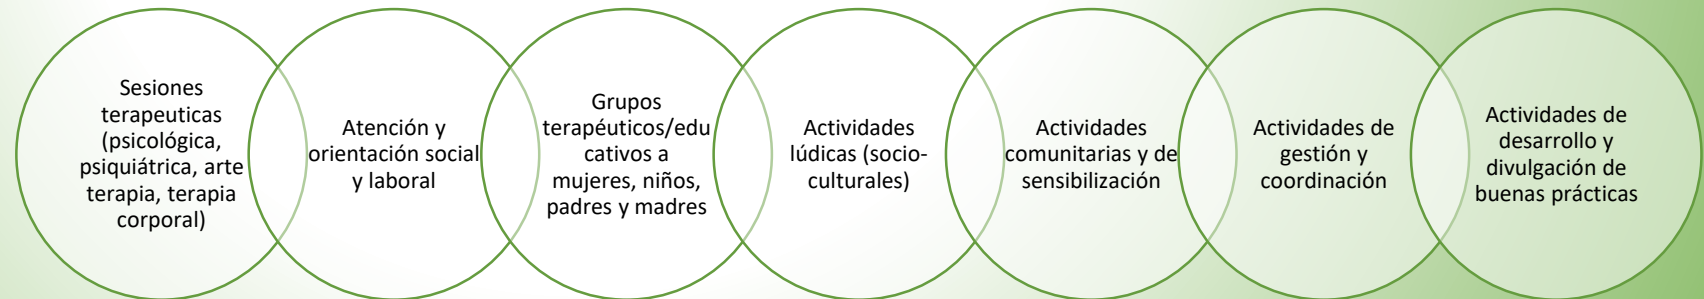 Sesiones
terapeuticas
(psicológica,
psiquiátrica, arte
terapia, terapia
corporal)
Atención y
orientación social
y laboral
Grupos
terapéuticos/edu
cativos a
mujeres, niños,
padres y madres
Actividades
lúdicas (socio-
culturales)
Actividades
comunitarias y de
sensibilización
Actividades de
gestión y
coordinación
Actividades de
desarrollo y
divulgación de
buenas prácticas